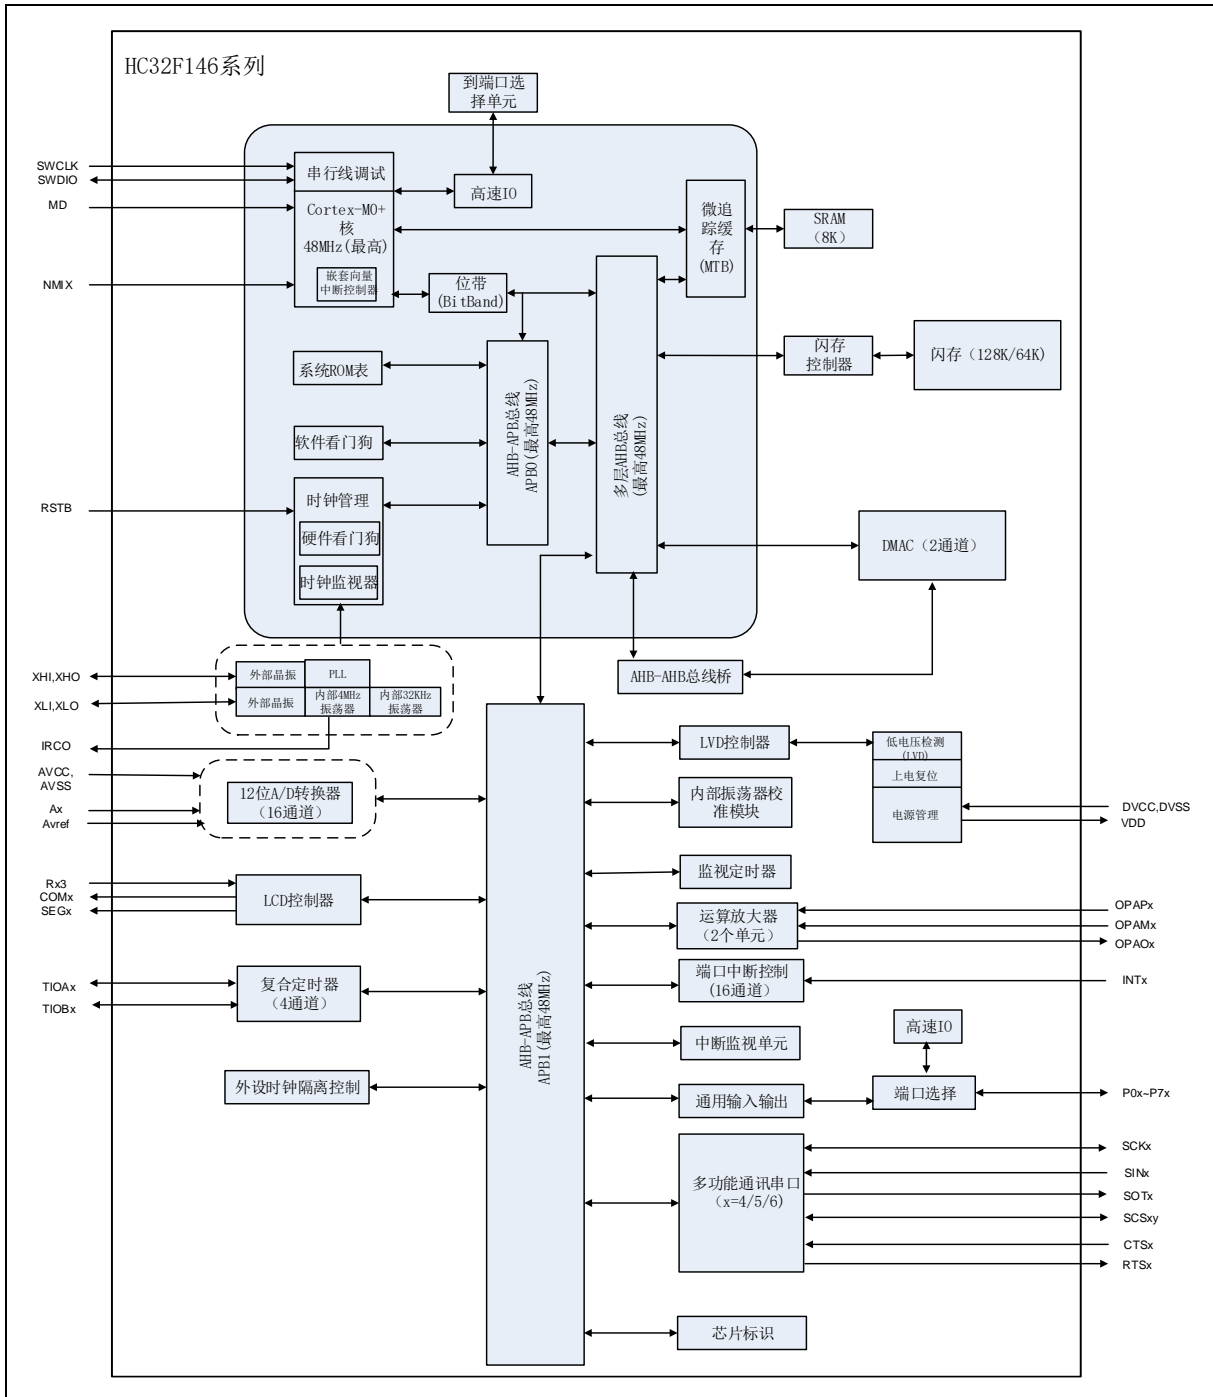 HC32F146系列
到端口选
择单元
SWCLK
SWDIO
MD
NMIX
串行线调试
Cortex-M0+
核
48MHz(最高)
嵌套向量
中断控制器
高速IO
位带
(BitBand)
微追
踪缓
存
(MTB)
SRAM
（8K）
系统ROM表
软件看门狗
RSTB
时钟管理
硬件看门狗
时钟监视器
AHB-APB总线
APB0(最高48MHz)
多层AHB总线
(最高48MHz)
闪存
控制器
闪存（128K/64K)
DMAC（2通道）
AHB-AHB总线桥
XHI,XHO
XLI,XLO
IRCO
外部晶振
PLL
外部晶振
内部4MHz
振荡器
内部32KHz
振荡器
AVCC,
AVSS
Ax
Avref
12位A/D转换器
（16通道）
Rx3
COMx
SEGx
LCD控制器
TIOAx
TIOBx
复合定时器
（4通道）
外设时钟隔离控制
AHB-APB总线
APB1(最高48MHz)
LVD控制器
低电压检测
(LVD)
上电复位
电源管理
DVCC,DVSS
VDD
内部振荡器校
准模块
监视定时器
运算放大器
（2个单元）
OPAPx
OPAMx
OPAOx
端口中断控制
(16通道）
INTx
中断监视单元
高速IO
通用输入输出
端口选择
P0x~P7x
多功能通讯串口
（x=4/5/6)
SCKx
SINx
SOTx
SCSxy
CTSx
RTSx
芯片标识